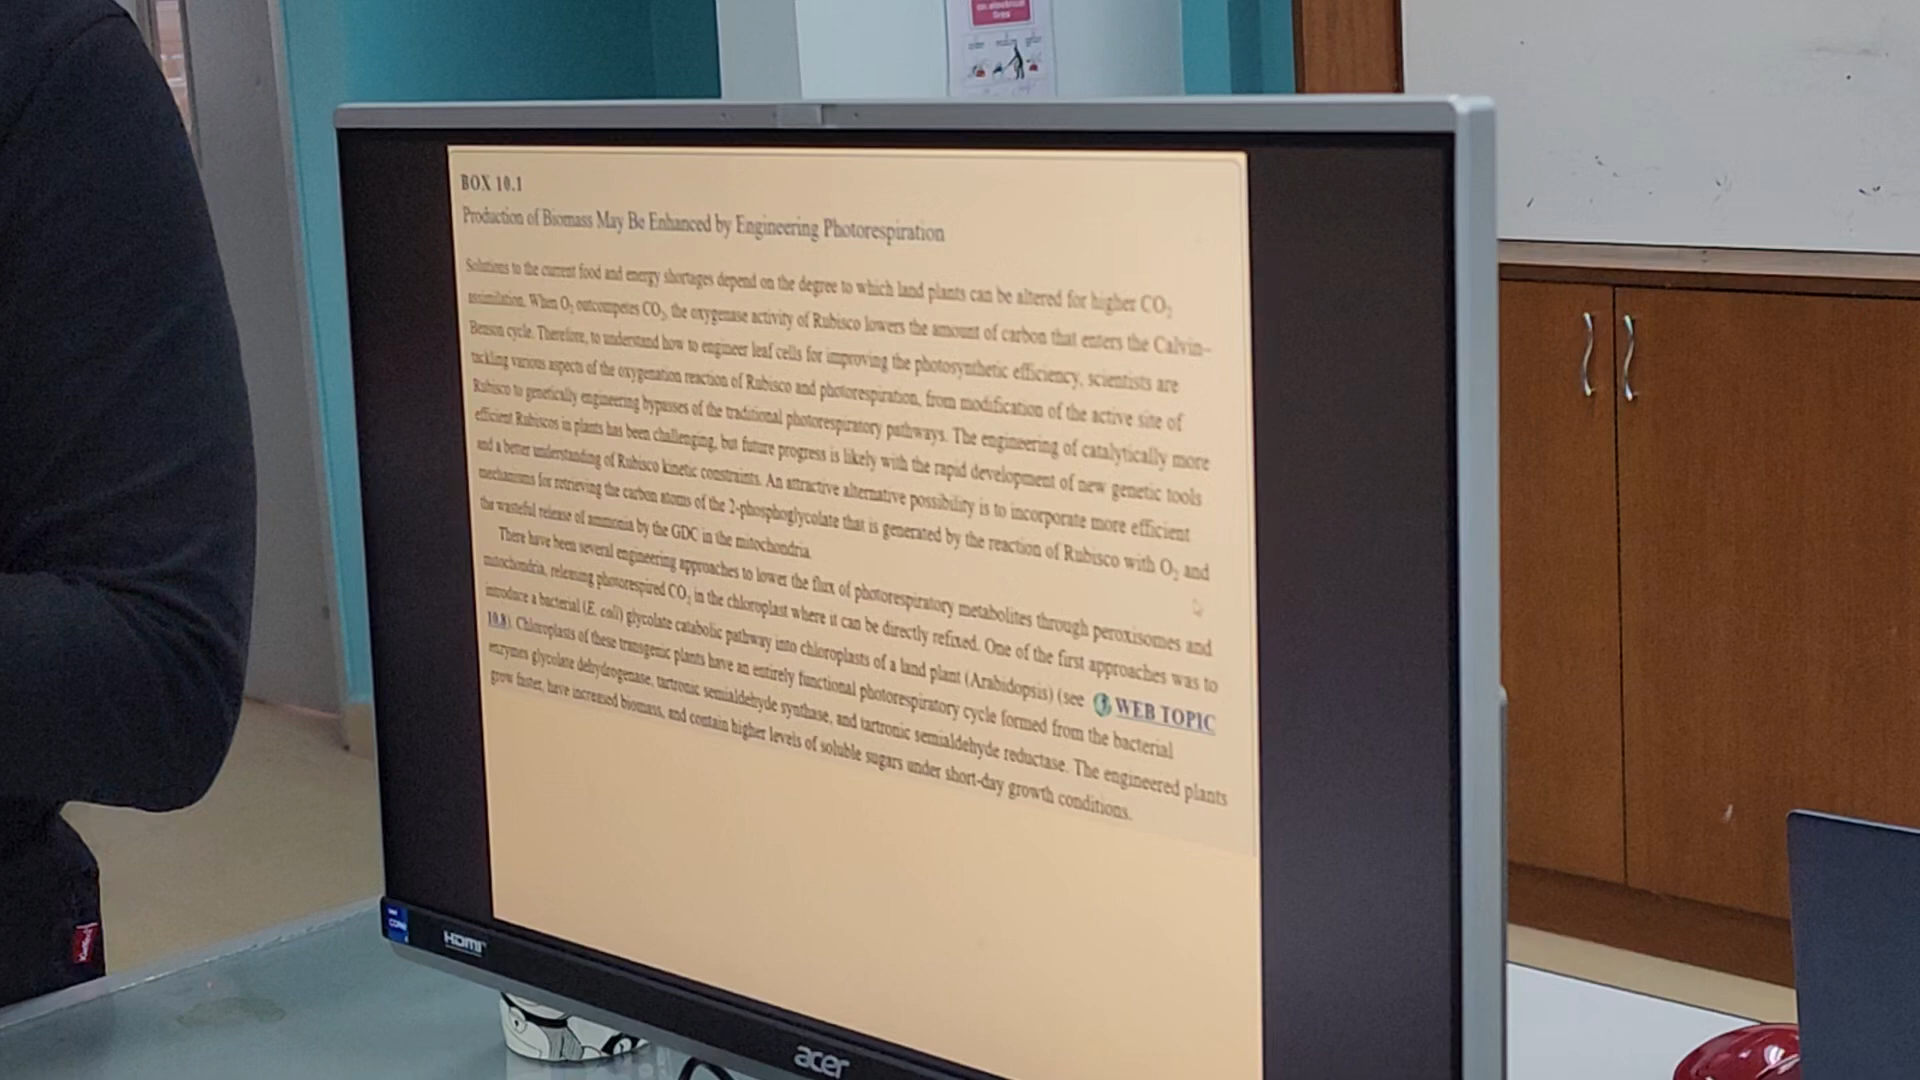 on electrical
fires
BOX 10.1
Production of Biomass May Be Enhanced by Engineering Photorespiration
Solutions to the current food and energy shortages depend on the degree to which land plants can be altered for higher CO₂
assimilation. When O₂ outcompetes CO₂, the oxygenase activity of Rubisco lowers the amount of carbon that enters the Calvin–
Benson cycle. Therefore, to understand how to engineer leaf cells for improving the photosynthetic efficiency, scientists are
tackling various aspects of the oxygenation reaction of Rubisco and photorespiration, from modification of the active site of
Rubisco to genetically engineering bypasses of the traditional photorespiratory pathways. The engineering of catalytically more
efficient Rubiscos in plants has been challenging, but future progress is likely with the rapid development of new genetic tools
and a better understanding of Rubisco kinetic constraints. An attractive alternative possibility is to incorporate more efficient
mechanisms for retrieving the carbon atoms of the 2-phosphoglycolate that is generated by the reaction of Rubisco with O₂ and
the wasteful release of ammonia by the GDC in the mitochondria.
There have been several engineering approaches to lower the flux of photorespiratory metabolites through peroxisomes and
mitochondria, releasing photorespired CO₂ in the chloroplast where it can be directly refixed. One of the first approaches was to
introduce a bacterial (E. coli) glycolate catabolic pathway into chloroplasts of a land plant (Arabidopsis) (see WEB TOPIC
10.8). Chloroplasts of these transgenic plants have an entirely functional photorespiratory cycle formed from the bacterial
enzymes glycolate dehydrogenase, tartronic semialdehyde synthase, and tartronic semialdehyde reductase. The engineered plants
grow faster, have increased biomass, and contain higher levels of soluble sugars under short-day growth conditions.
intel
CORE
HDMI
acer